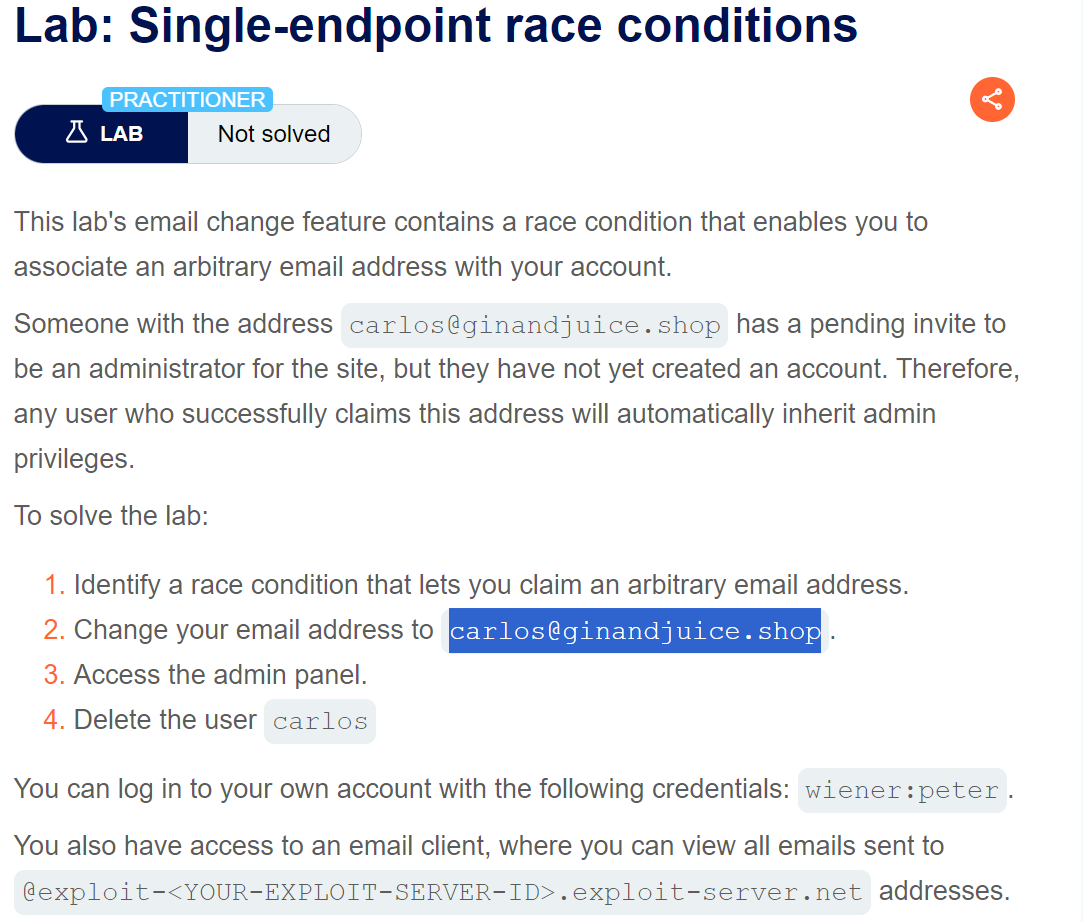 Lab: Single-endpoint race conditions
PRACTITIONER
LAB
Not solved
This lab's email change feature contains a race condition that enables you to
associate an arbitrary email address with your account.
Someone with the address carlos@ginandjuice.shop has a pending invite to
be an administrator for the site, but they have not yet created an account. Therefore,
any user who successfully claims this address will automatically inherit admin
privileges.
To solve the lab:
1. Identify a race condition that lets you claim an arbitrary email address.
2. Change your email address to carlos@ginandjuice.shop.
3. Access the admin panel.
4. Delete the user carlos
You can log in to your own account with the following credentials: wiener:peter.
You also have access to an email client, where you can view all emails sent to
@exploit-<YOUR-EXPLOIT-SERVER-ID>.exploit-server.net addresses.